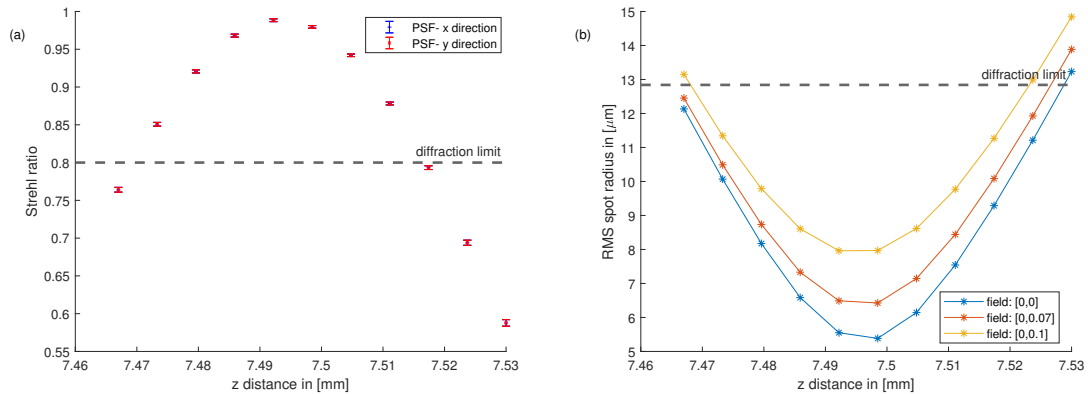 (a)
Strehl ratio
1
0.95
0.9
0.85
0.8
0.75
0.7
0.65
0.6
0.55
PSF- x direction
PSF- y direction
diffraction limit
7.46
7.47
7.48
7.49
7.5
7.51
7.52
7.53
z distance in [mm]
(b)
RMS spot radius in [μm]
15
14
13
12
11
10
9
8
7
6
5
diffraction limit
field: [0,0]
field: [0,0.07]
field: [0,0.1]
7.46
7.47
7.48
7.49
7.5
7.51
7.52
7.53
z distance in [mm]